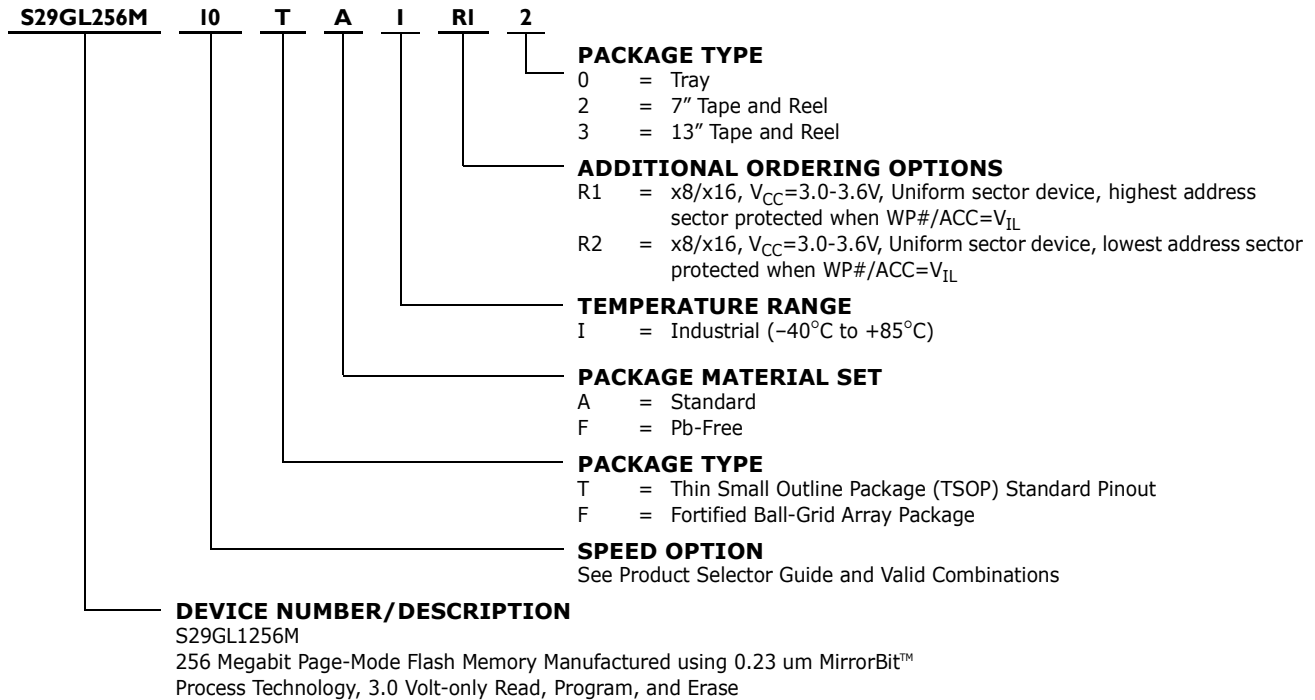 S29GL256M 10 T A I R1 2
PACKAGE TYPE
0 = Tray
2 = 7" Tape and Reel
3 = 13" Tape and Reel
ADDITIONAL ORDERING OPTIONS
R1 = x8/x16, VCC=3.0-3.6V, Uniform sector device, highest address
sector protected when WP#/ACC=VIL
R2 = x8/x16, VCC=3.0-3.6V, Uniform sector device, lowest address sector
protected when WP#/ACC=VIL
TEMPERATURE RANGE
I = Industrial (–40°C to +85°C)
PACKAGE MATERIAL SET
A = Standard
F = Pb-Free
PACKAGE TYPE
T = Thin Small Outline Package (TSOP) Standard Pinout
F = Fortified Ball-Grid Array Package
SPEED OPTION
See Product Selector Guide and Valid Combinations
DEVICE NUMBER/DESCRIPTION
S29GL1256M
256 Megabit Page-Mode Flash Memory Manufactured using 0.23 um MirrorBit™
Process Technology, 3.0 Volt-only Read, Program, and Erase